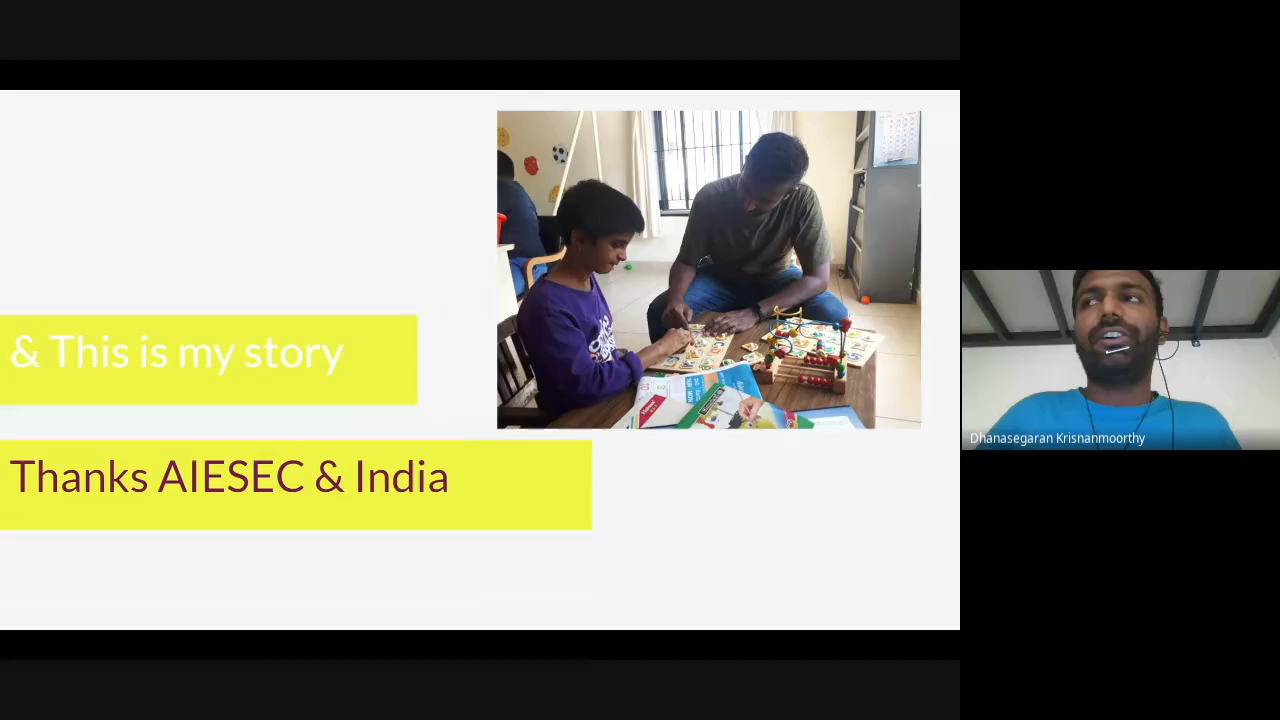 & This is my story
Thanks AIESEC & India
Dhanasegaran Krisnanmoorthy